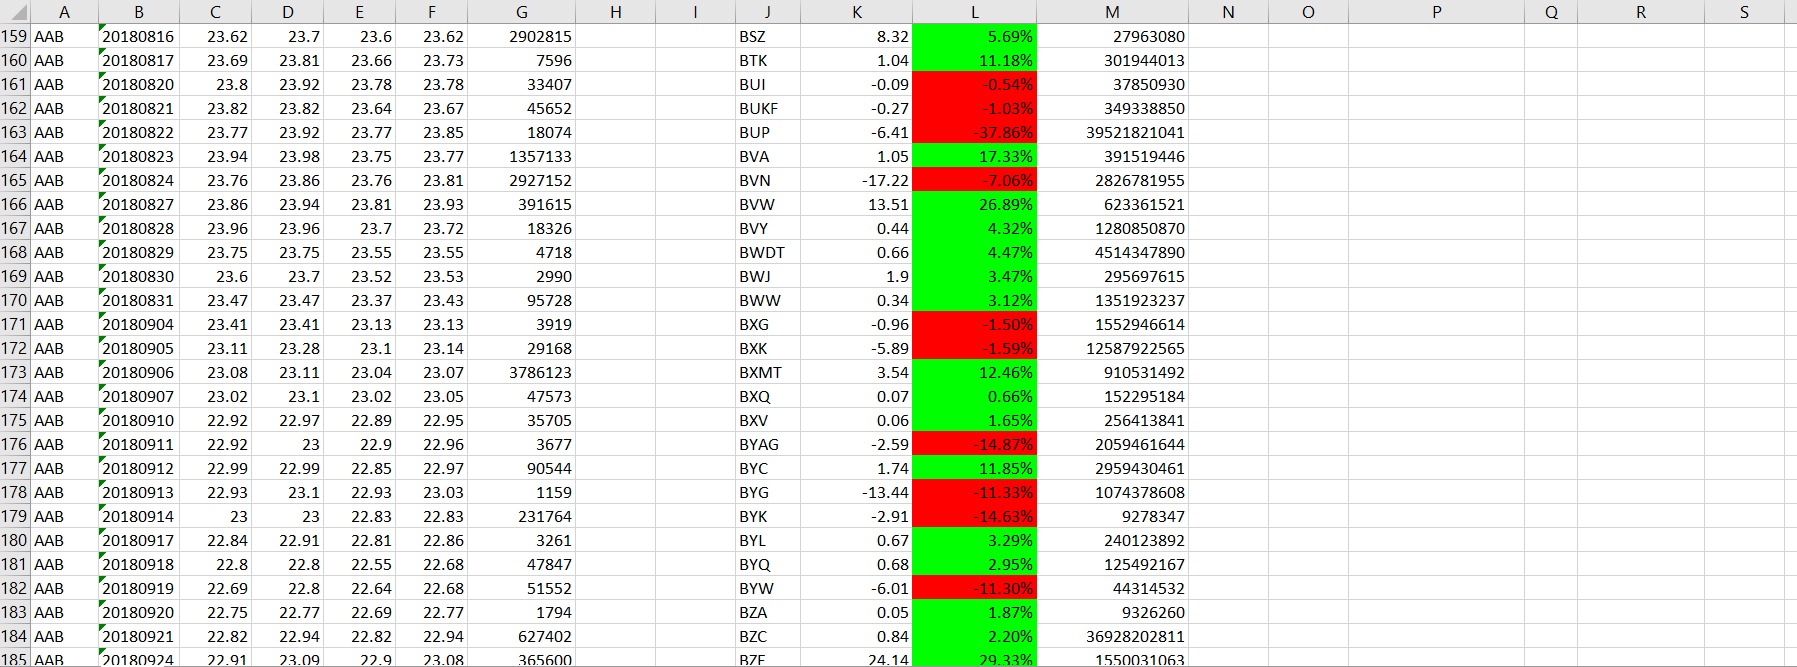 A B C D E F G H I J K L M N O P Q R S
159 AAB 20180816 23.62 23.7 23.6 23.62 2902815 BSZ 8.32 5.69% 27963080
160 AAB 20180817 23.69 23.81 23.66 23.73 7596 BTK 1.04 11.18% 301944013
161 AAB 20180820 23.8 23.92 23.78 23.78 33407 BUI -0.09 -0.54% 37850930
162 AAB 20180821 23.82 23.82 23.64 23.67 45652 BUKF -0.27 -1.03% 349338850
163 AAB 20180822 23.77 23.92 23.77 23.85 18074 BUP -6.41 -37.86% 39521821041
164 AAB 20180823 23.94 23.98 23.75 23.77 1357133 BVA 1.05 17.33% 391519446
165 AAB 20180824 23.76 23.86 23.76 23.81 2927152 BVN -17.22 -7.06% 2826781955
166 AAB 20180827 23.86 23.94 23.81 23.93 391615 BVW 13.51 26.89% 623361521
167 AAB 20180828 23.96 23.96 23.7 23.72 18326 BVY 0.44 4.32% 1280850870
168 AAB 20180829 23.75 23.75 23.55 23.55 4718 BWDT 0.66 4.47% 4514347890
169 AAB 20180830 23.6 23.7 23.52 23.53 2990 BWJ 1.9 3.47% 295697615
170 AAB 20180831 23.47 23.47 23.37 23.43 95728 BWW 0.34 3.12% 1351923237
171 AAB 20180904 23.41 23.41 23.13 23.13 3919 BXG -0.96 -1.50% 1552946614
172 AAB 20180905 23.11 23.28 23.1 23.14 29168 BXK -5.89 -1.59% 12587922565
173 AAB 20180906 23.08 23.11 23.04 23.07 3786123 BXMT 3.54 12.46% 910531492
174 AAB 20180907 23.02 23.1 23.02 23.05 47573 BXQ 0.07 0.66% 152295184
175 AAB 20180910 22.92 22.97 22.89 22.95 35705 BXV 0.06 1.65% 256413841
176 AAB 20180911 22.92 23 22.9 22.96 3677 BYAG -2.59 -14.87% 2059461644
177 AAB 20180912 22.99 22.99 22.85 22.97 90544 BYC 1.74 11.85% 2959430461
178 AAB 20180913 22.93 23.1 22.93 23.03 1159 BYG -13.44 -11.33% 1074378608
179 AAB 20180914 23 23 22.83 22.83 231764 BYK -2.91 -14.63% 9278347
180 AAB 20180917 22.84 22.91 22.81 22.86 3261 BYL 0.67 3.29% 240123892
181 AAB 20180918 22.8 22.8 22.55 22.68 47847 BYQ 0.68 2.95% 125492167
182 AAB 20180919 22.69 22.8 22.64 22.68 51552 BYW -6.01 -11.30% 44314532
183 AAB 20180920 22.75 22.77 22.69 22.77 1794 BZA 0.05 1.87% 9326260
184 AAB 20180921 22.82 22.94 22.82 22.94 627402 BZC 0.84 2.20% 36928202811
185 AAB 20180924 22.91 23.09 22.9 23.08 365600 24.14 29.33% 1550031063